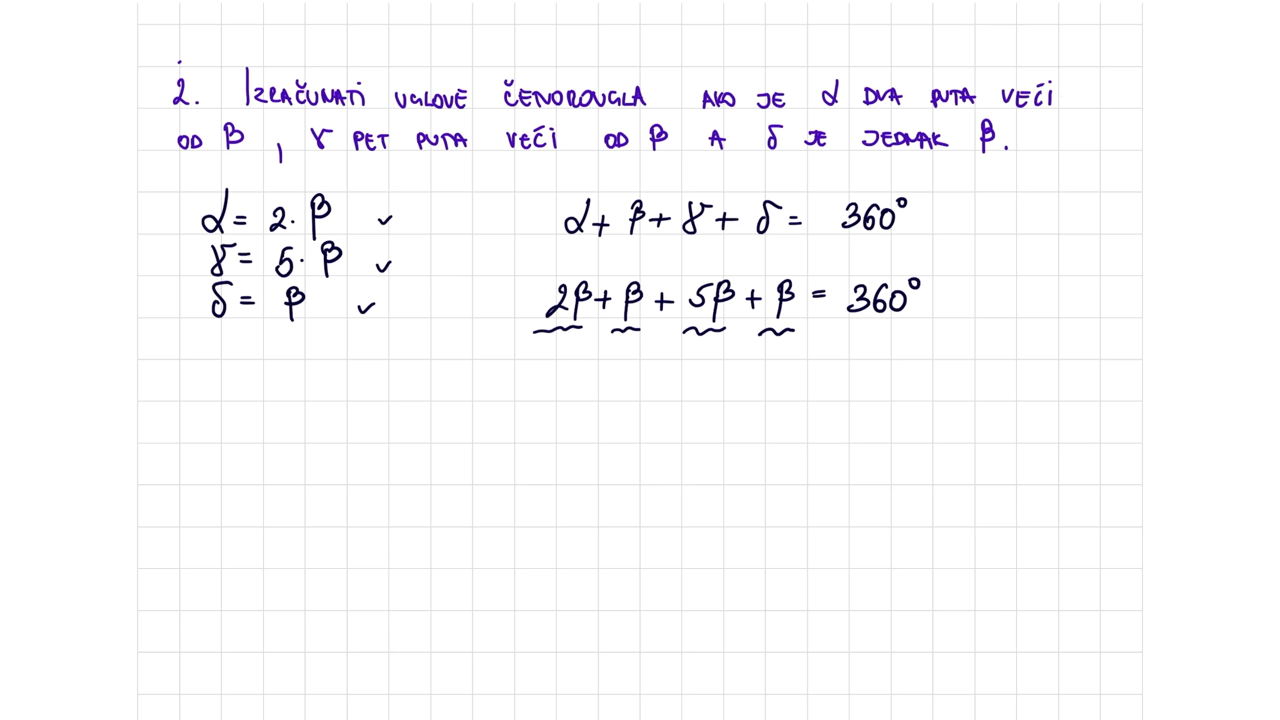 2. IZRAČUNATI UGLOVE ČETVOROUGLA AKO JE α DVA PUTA VEĆI
OD β, γ PET PUTA VEĆI OD β A δ JE JEDNAK β.
α = 2·β ✓
γ = 5·β ✓
δ = β ✓
α + β + γ + δ = 360°
2β + β + 5β + β = 360°